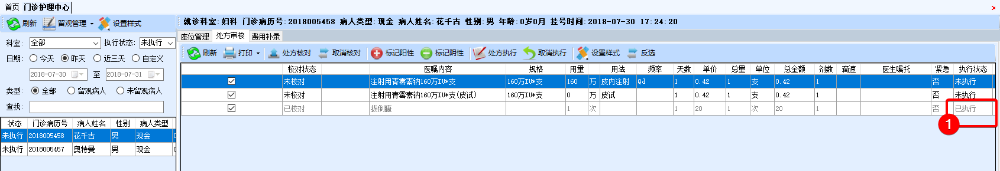 首页 门诊护理中心
刷新 留观管理 设置样式
科室: 全部 执行状态: 未执行
日期: 今天 昨天 近三天 自定义
2018-07-30 至 2018-07-31
类型: 全部 留观病人 未留观病人
查找:
状态 门诊病历号 病人姓名 性别 病人类型
未执行 2018005458 花千古 男 现金
未执行 2018005457 奥特曼 男 现金
就诊科室:妇科 门诊病历号:2018005458 病人类型:现金 病人姓名:花千古 性别:男 年龄:0岁0月 挂号时间:2018-07-30 17:24:20
座位管理 处方审核 费用补录
刷新 打印 处方核对 取消核对 标记阳性 标记阴性 处方执行 取消执行 设置样式 反选
核对状态 医嘱内容 规格 用量 用法 频率 天数 单价 总量 单位 总金额 剂数 滴速 医生嘱托 紧急 执行状态
未核对 注射用青霉素钠160万IU*支 160万IU*支 160 万 皮内注射 Qd 1 0.42 1 支 0.42 1 否 未执行
未核对 注射用青霉素钠160万IU*支(皮试) 160万IU*支 0 万 皮试 1 0.42 1 支 0.42 1 否 未执行
已核对 拔倒睫 1 次 1 20 1 次 20 1 否 已执行
1